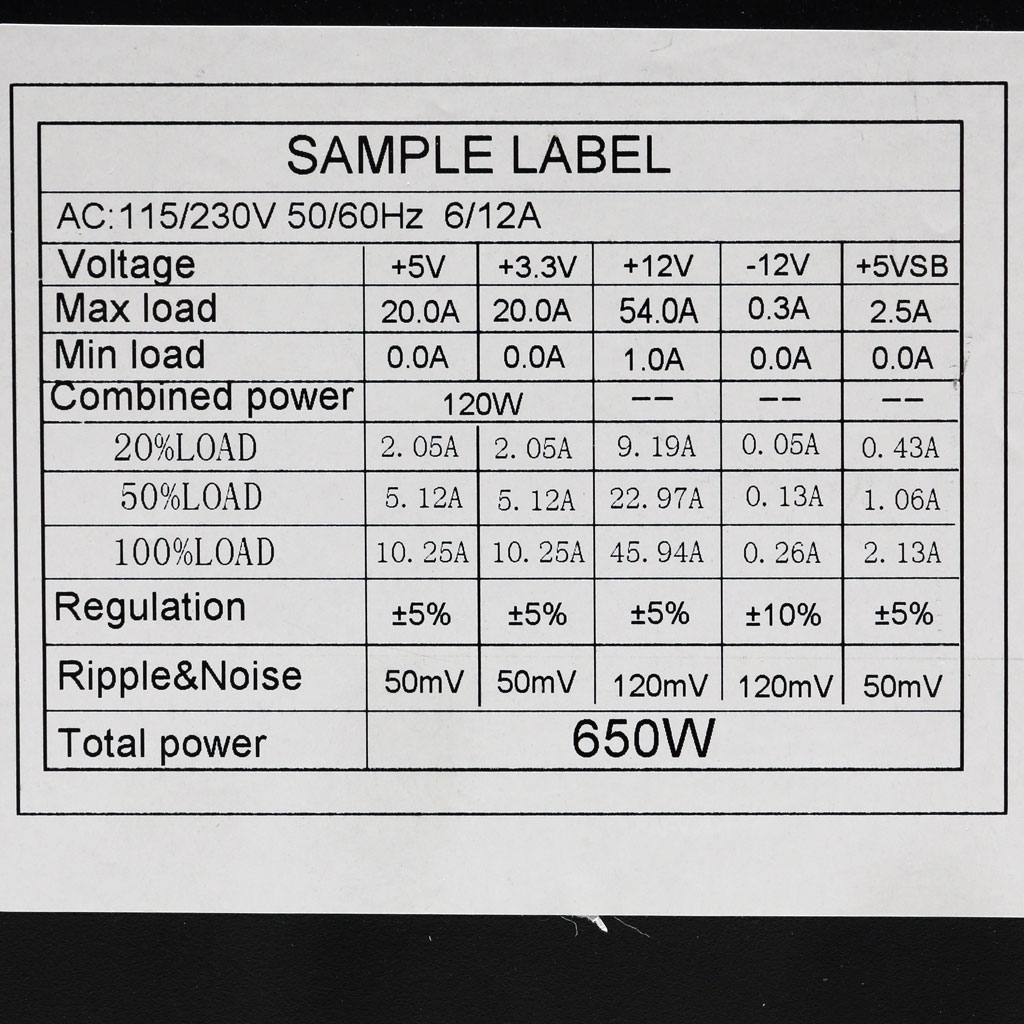 SAMPLE LABEL
AC:115/230V 50/60Hz 6/12A
Voltage +5V +3.3V +12V -12V +5VSB
Max load 20.0A 20.0A 54.0A 0.3A 2.5A
Min load 0.0A 0.0A 1.0A 0.0A 0.0A
Combined power 120W -- -- --
20%LOAD 2.05A 2.05A 9.19A 0.05A 0.43A
50%LOAD 5.12A 5.12A 22.97A 0.13A 1.06A
100%LOAD 10.25A 10.25A 45.94A 0.26A 2.13A
Regulation ±5% ±5% ±5% ±10% ±5%
Ripple&Noise 50mV 50mV 120mV 120mV 50mV
Total power 650W